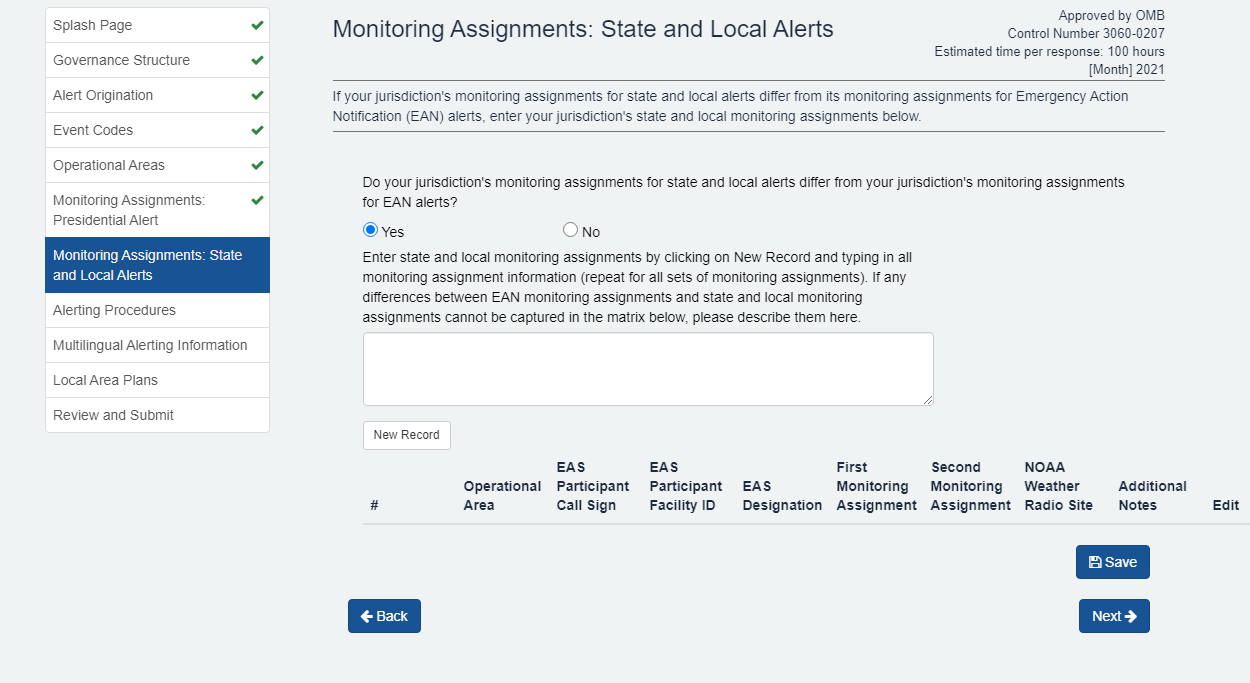 Splash Page
Governance Structure
Alert Origination
Event Codes
Operational Areas
Monitoring Assignments:
Presidential Alert
Monitoring Assignments: State
and Local Alerts
Alerting Procedures
Multilingual Alerting Information
Local Area Plans
Review and Submit
Monitoring Assignments: State and Local Alerts
Approved by OMB
Control Number 3060-0207
Estimated time per response: 100 hours
[Month] 2021
If your jurisdiction's monitoring assignments for state and local alerts differ from its monitoring assignments for Emergency Action
Notification (EAN) alerts, enter your jurisdiction's state and local monitoring assignments below.
Do your jurisdiction's monitoring assignments for state and local alerts differ from your jurisdiction's monitoring assignments
for EAN alerts?
Yes No
Enter state and local monitoring assignments by clicking on New Record and typing in all
monitoring assignment information (repeat for all sets of monitoring assignments). If any
differences between EAN monitoring assignments and state and local monitoring
assignments cannot be captured in the matrix below, please describe them here.
New Record
#
Operational
Area
EAS
Participant
Call Sign
EAS
Participant
Facility ID
EAS
Designation
First
Monitoring
Assignment
Second
Monitoring
Assignment
NOAA
Weather
Radio Site
Additional
Notes
Edit
Save
Back
Next